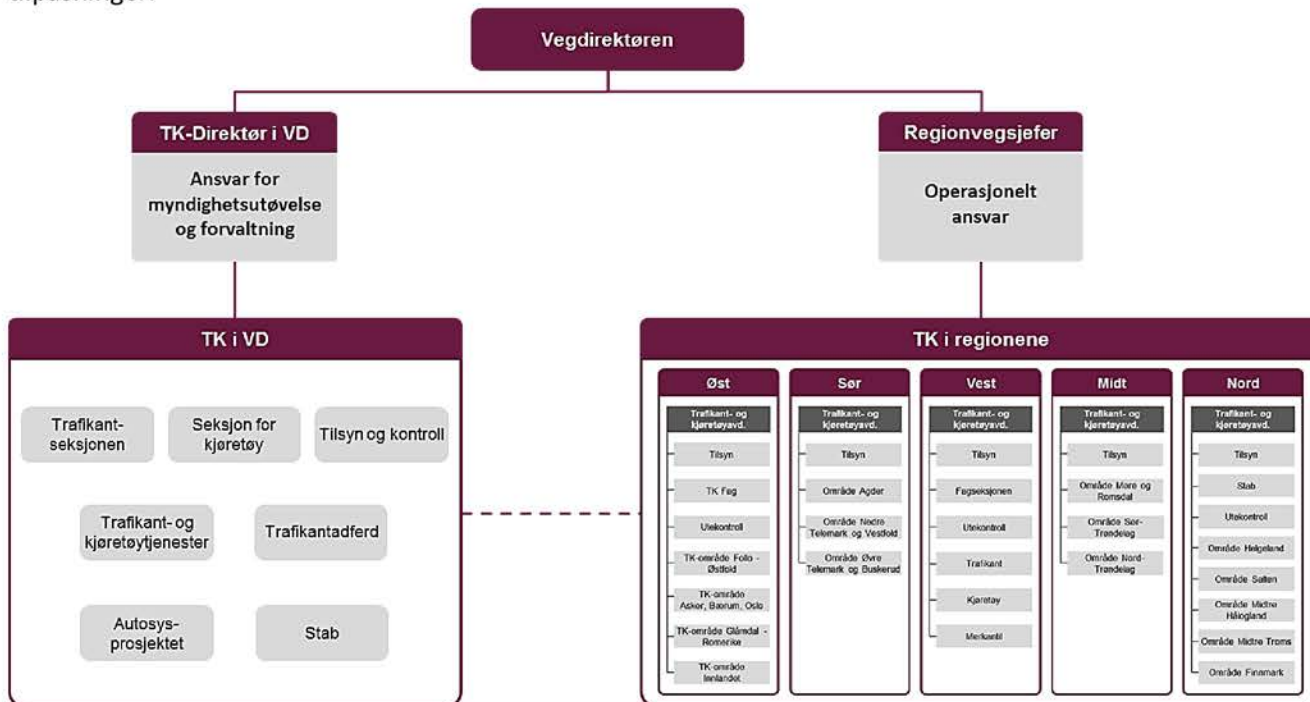 Vegdirektøren
TK-Direktør i VD
Ansvar for
myndighetsutøvelse
og forvaltning
Regionvegsjefer
Operasjonelt
ansvar
TK i VD
Trafikant-
seksjonen
Seksjon for
kjøretøy
Tilsyn og kontroll
Trafikant- og
kjøretøytjenester
Trafikantadferd
Autosys-
prosjektet
Stab
TK i regionene
Øst
Trafikant- og
kjøretøyavd.
Tilsyn
TK Fag
Utekontroll
TK-område Follo -
Østfold
TK-område
Asker, Bærum, Oslo
TK-område Glåmdal -
Romerike
TK-område
Innlandet
Sør
Trafikant- og
kjøretøyavd.
Tilsyn
Område Agder
Område Nedre
Telemark og Vestfold
Område Øvre
Telemark og Buskerud
Vest
Trafikant- og
kjøretøyavd.
Tilsyn
Fagseksjonen
Utekontroll
Trafikant
Kjøretøy
Merkantil
Midt
Trafikant- og
kjøretøyavd.
Tilsyn
Område Møre og
Romsdal
Område Sør-
Trøndelag
Område Nord-
Trøndelag
Nord
Trafikant- og
kjøretøyavd.
Tilsyn
Stab
Utekontroll
Område Helgeland
Område Salten
Område Midtre
Hålogland
Område Midtre Troms
Område Finnmark